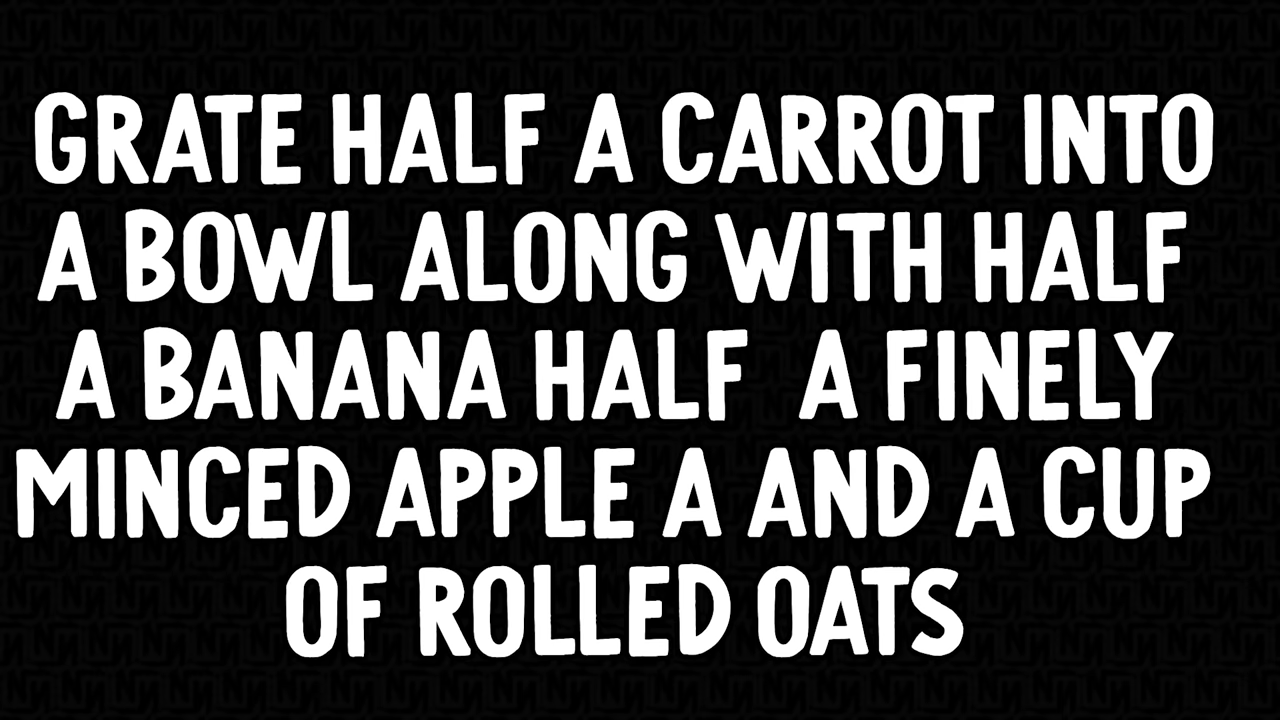 GRATE HALF A CARROT INTO
A BOWL ALONG WITH HALF
A BANANA HALF A FINELY
MINCED APPLE A AND A CUP
OF ROLLED OATS